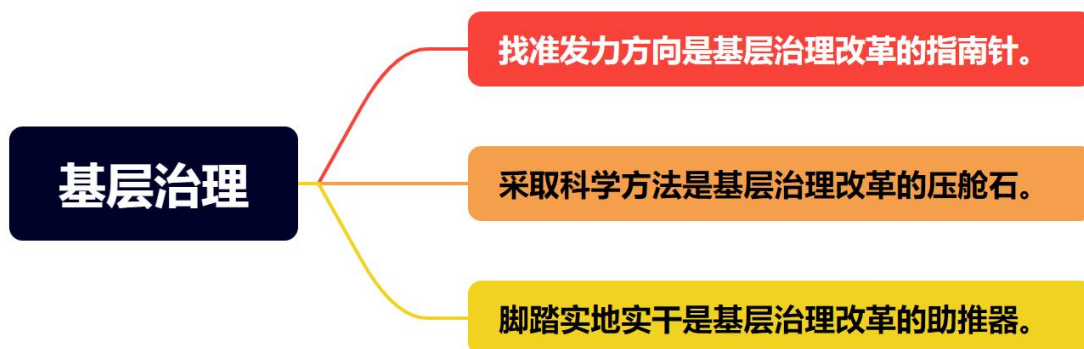 找准发力方向是基层治理改革的指南针。
基层治理
采取科学方法是基层治理改革的压舱石。
脚踏实地实干是基层治理改革的助推器。